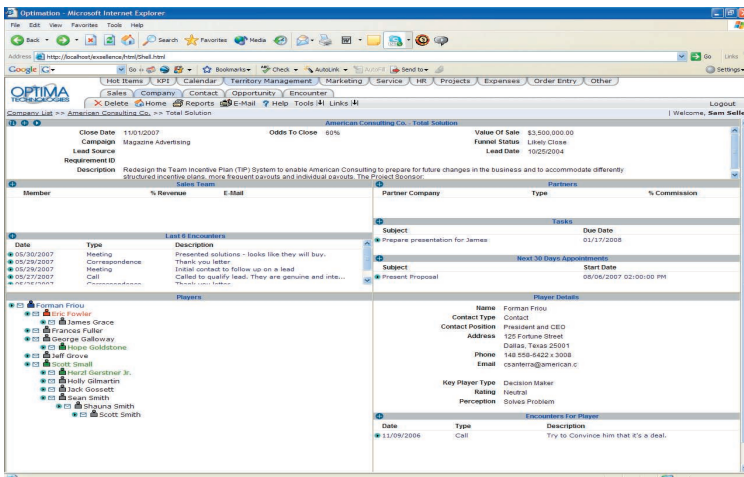 Optimation - Microsoft Internet Explorer
File Edit View Favorites Tools Help
Back Search Favorites Media
Address http://localhost/exsellence/html/Shell.html Go Links
Google G Go Bookmarks Check AutoLink AutoFill Send to Settings
Hot Items KPI Calendar Territory Management Marketing Service HR Projects Expenses Order Entry Other
OPTIMA TECHNOLOGIES
Sales Company Contact Opportunity Encounter
Delete Home Reports E-Mail Help Tools Links Logout
Company List >> American Consulting Co. >> Total Solution | Welcome, Sam Selle
American Consulting Co. - Total Solution
Close Date 11/01/2007 Odds To Close 60% Value Of Sale $3,500,000.00
Campaign Magazine Advertising Funnel Status Likely Close
Lead Source Lead Date 10/25/2004
Requirement ID
Description Redesign the Team Incentive Plan (TIP) System to enable American Consulting to prepare for future changes in the business and to accommodate differently
structured incentive plans, more frequent payouts and individual payouts. The Project Sponsor:
Sales Team
Member % Revenue E-Mail
Partners
Partner Company Type % Commission
Tasks
Subject Due Date
Prepare presentation for James 01/17/2008
Last 6 Encounters
Date Type Description
05/30/2007 Meeting Presented solutions - looks like they will buy.
05/29/2007 Correspondence Thank you letter
05/29/2007 Meeting Initial contact to follow up on a lead
05/27/2007 Call Called to qualify lead. They are genuine and inte...
05/25/2007 Correspondence Thank you letter
Next 30 Days Appointments
Subject Start Date
Present Proposal 08/06/2007 02:00:00 PM
Players
Forman Friou
Eric Fowler
James Grace
Frances Fuller
George Galloway
Hope Goldstone
Jeff Grove
Scott Small
Herzl Gerstner Jr.
Holly Gilmartin
Jack Gossett
Sean Smith
Shauna Smith
Scott Smith
Player Details
Name Forman Friou
Contact Type Contact
Contact Position President and CEO
Address 125 Fortune Street
Dallas, Texas 25001
Phone 148 558-6422 x 3008
Email csanterra@american.c
Key Player Type Decision Maker
Rating Neutral
Perception Solves Problem
Encounters For Player
Date Type Description
11/09/2006 Call Try to Convince him that it's a deal.